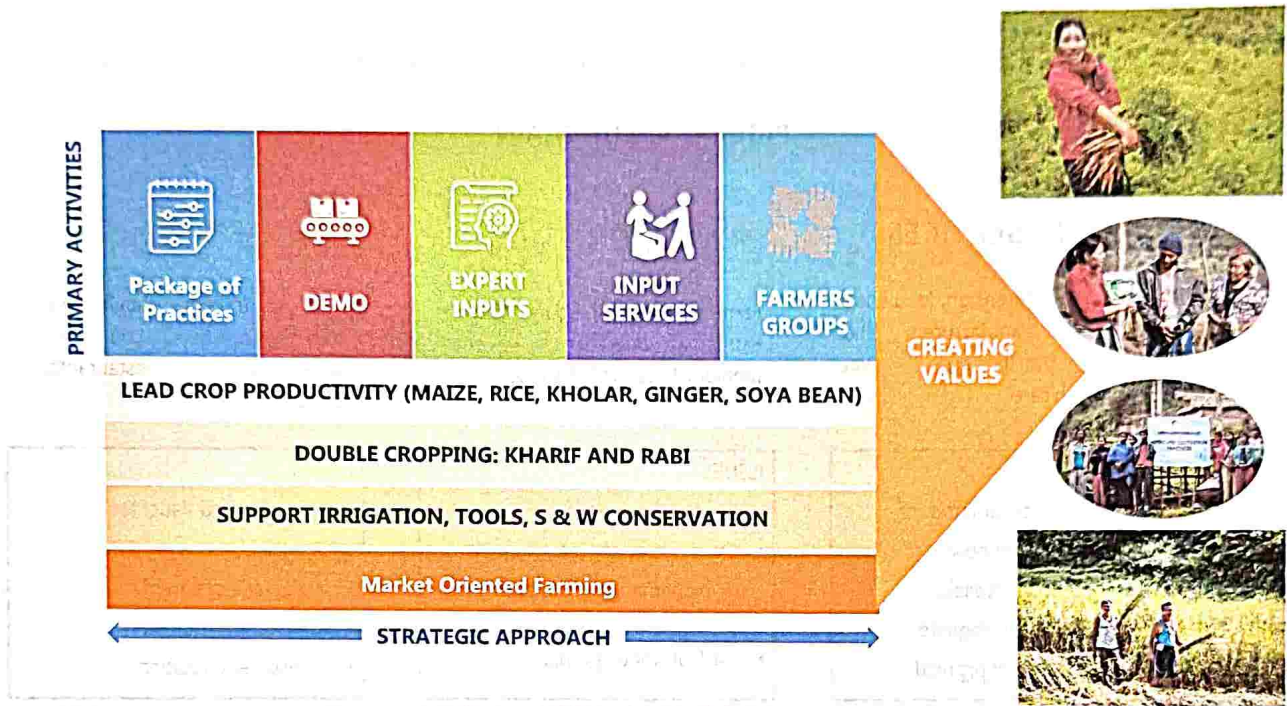 PRIMARY ACTIVITIES
Package of
Practices
DEMO
EXPERT
INPUTS
INPUT
SERVICES
FARMERS
GROUPS
CREATING
VALUES
LEAD CROP PRODUCTIVITY (MAIZE, RICE, KHOLAR, GINGER, SOYA BEAN)
DOUBLE CROPPING: KHARIF AND RABI
SUPPORT IRRIGATION, TOOLS, S & W CONSERVATION
Market Oriented Farming
STRATEGIC APPROACH